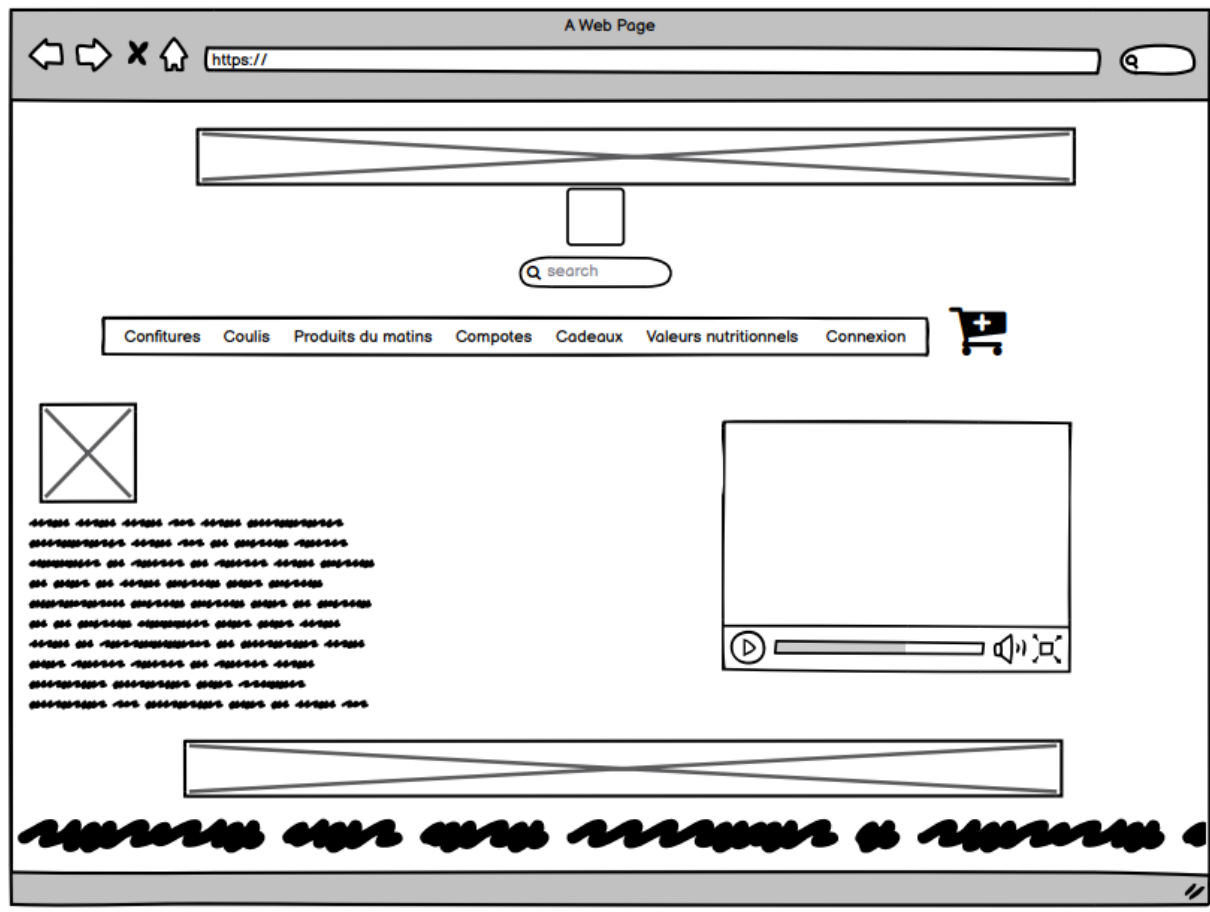 A Web Page
https://
search
Confitures Coulis Produits du matins Compotes Cadeaux Valeurs nutritionnels Connexion